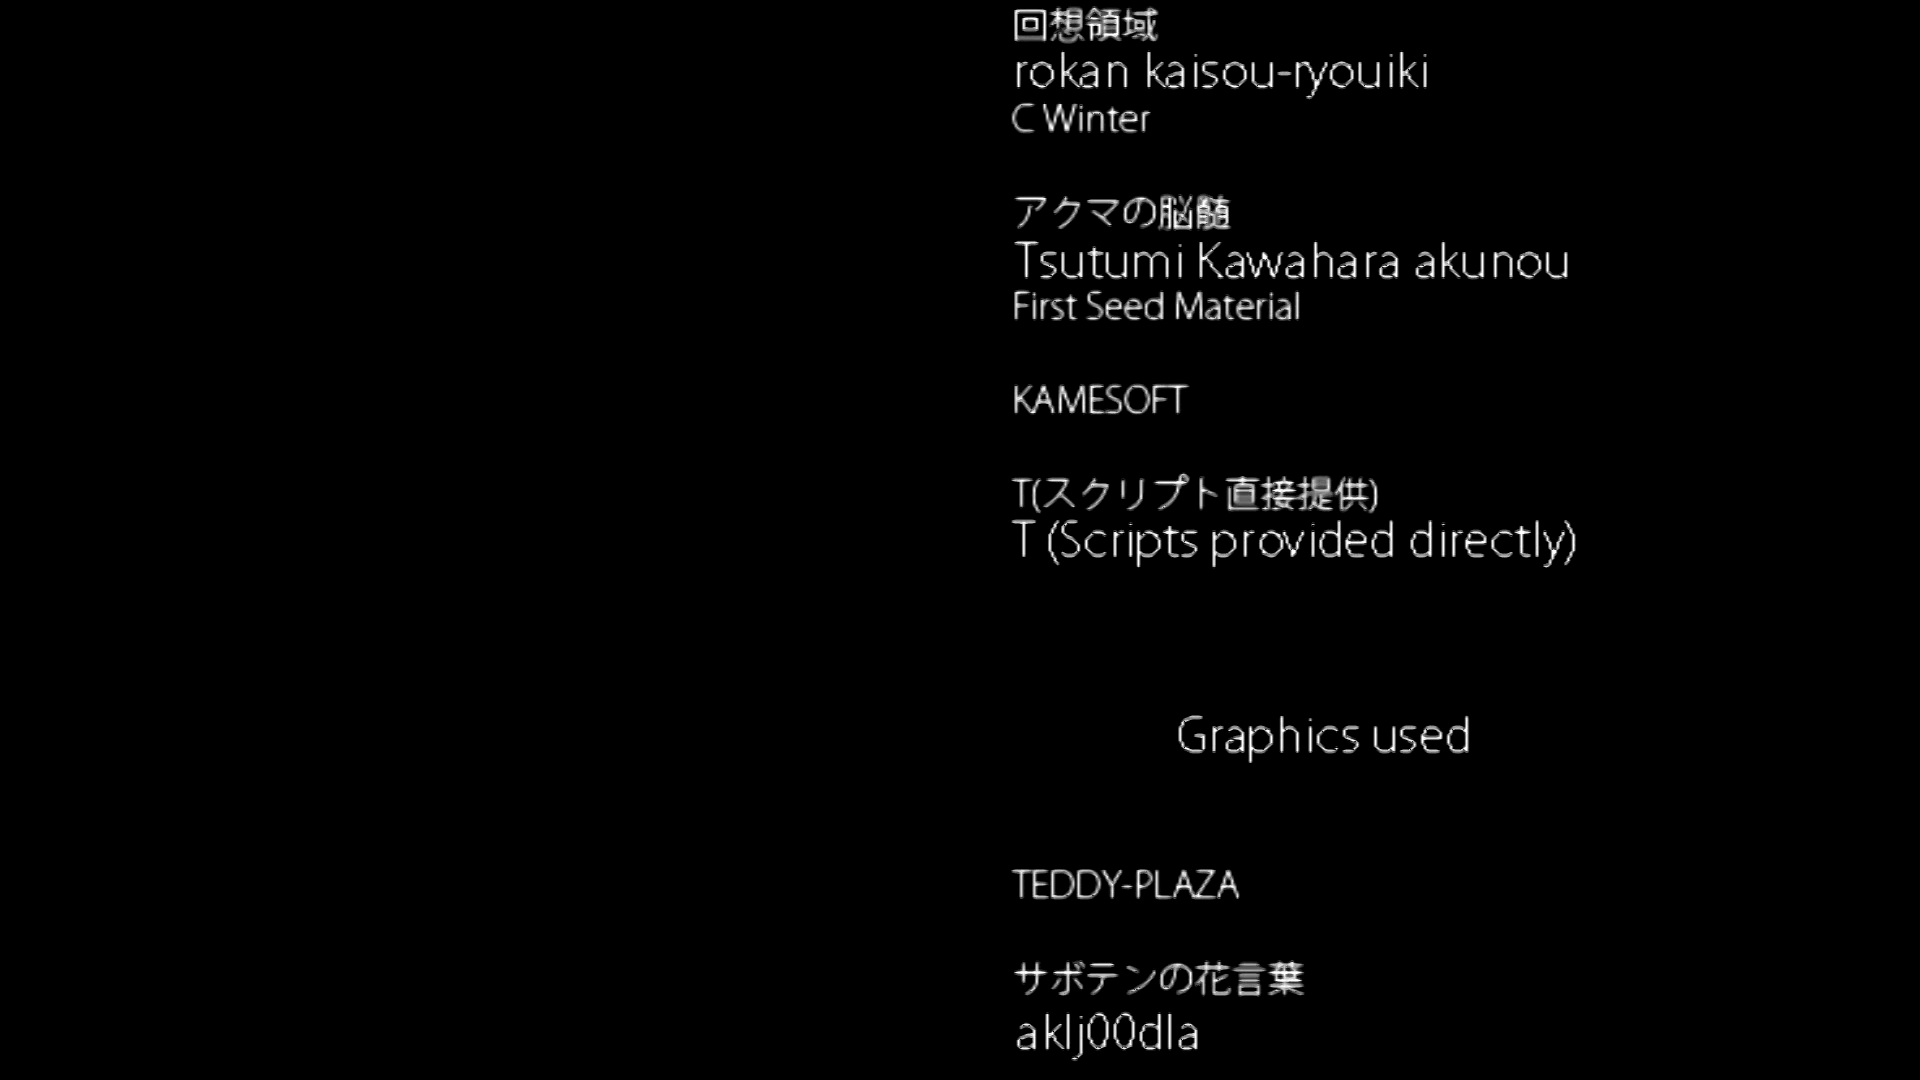 回想領域
rokan kaisou-ryouiki
C Winter
アクマの脳髄
Tsutumi Kawahara akunou
First Seed Material
KAMESOFT
T(スクリプト直接提供)
T (Scripts provided directly)
Graphics used
TEDDY-PLAZA
サボテンの花言葉
aklj00dla